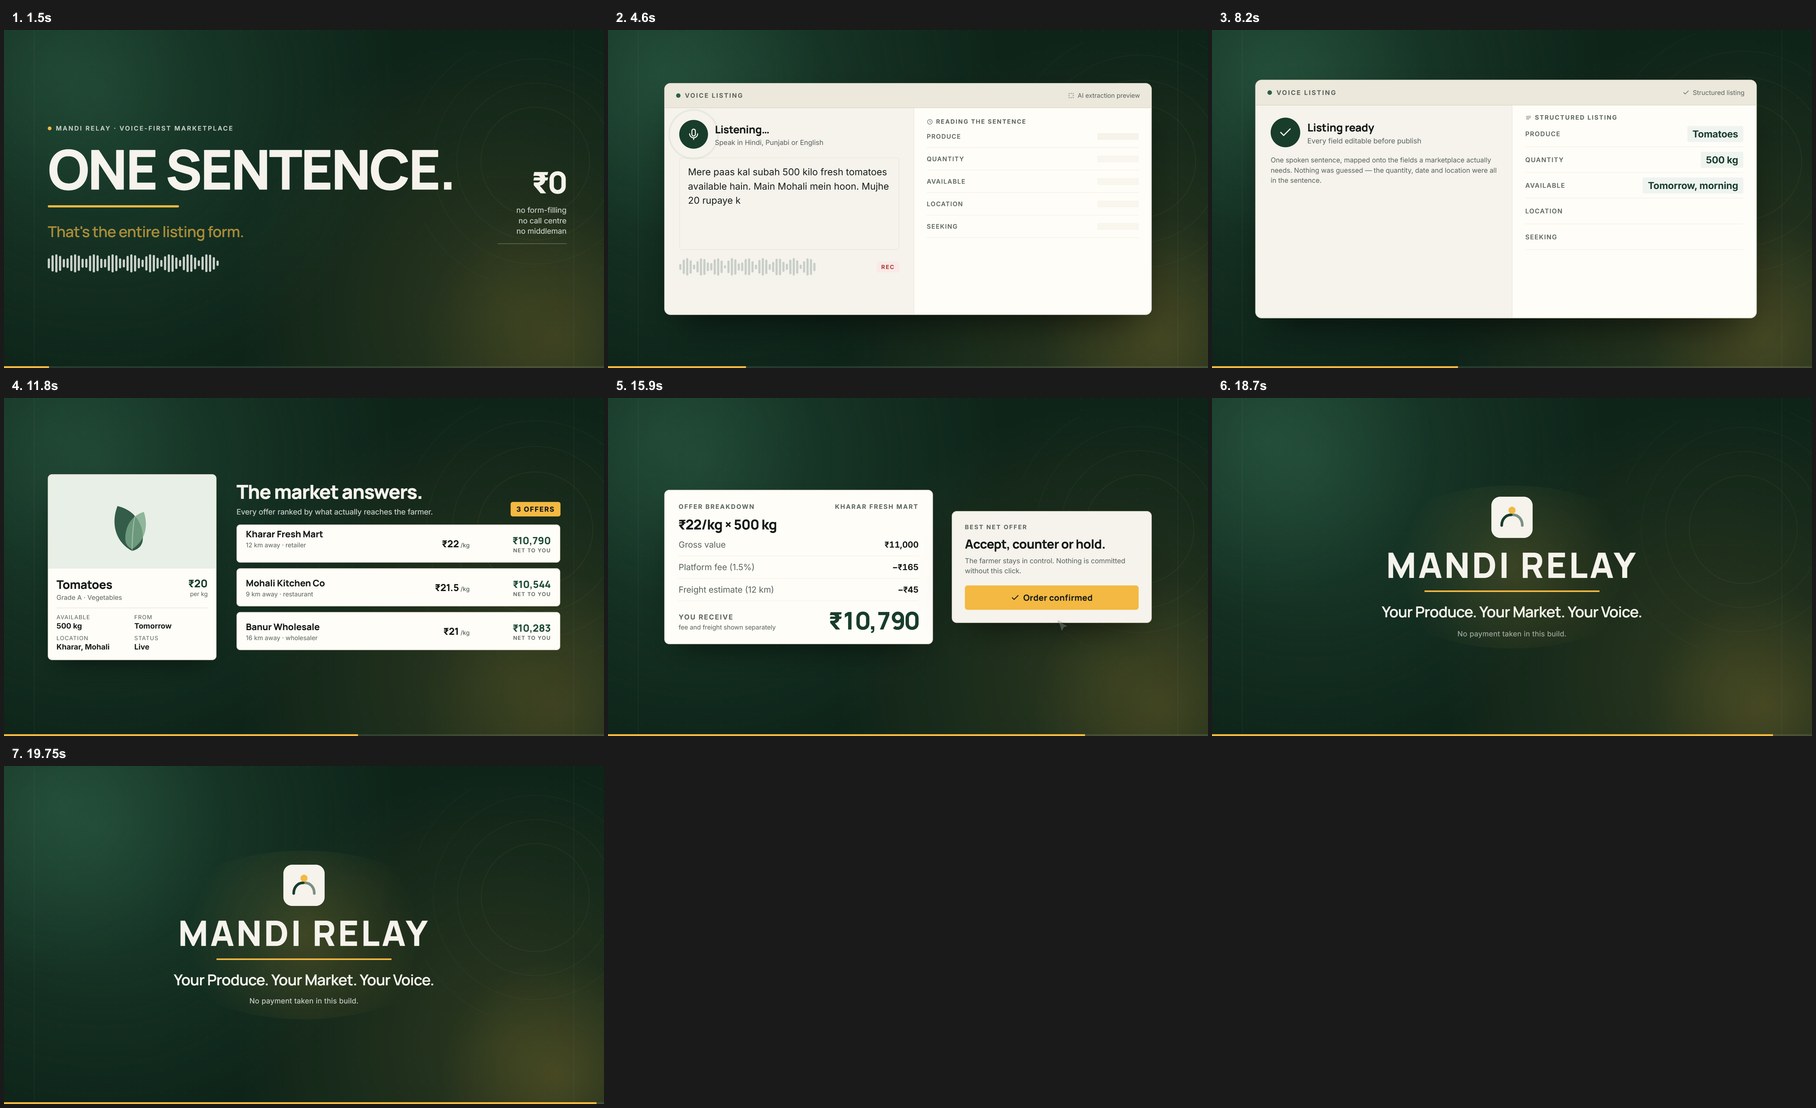 1. 1.5s
MANDI RELAY · VOICE-FIRST MARKETPLACE
ONE SENTENCE.
That's the entire listing form.
₹0
no form-filling
no call centre
no middleman
2. 4.6s
VOICE LISTING
AI extraction preview
Listening...
Speak in Hindi, Punjabi or English
Mere paas kal subah 500 kilo fresh tomatoes
available hain. Main Mohali mein hoon. Mujhe
20 rupaye k
REC
READING THE SENTENCE
PRODUCE
QUANTITY
AVAILABLE
LOCATION
SEEKING
3. 8.2s
VOICE LISTING
Structured listing
Listing ready
Every field editable before publish
One spoken sentence, mapped onto the fields a marketplace actually
needs. Nothing was guessed — the quantity, date and location were all
in the sentence.
STRUCTURED LISTING
PRODUCE Tomatoes
QUANTITY 500 kg
AVAILABLE Tomorrow, morning
LOCATION
SEEKING
4. 11.8s
Tomatoes ₹20
Grade A · Vegetables per kg
AVAILABLE FROM
500 kg Tomorrow
LOCATION STATUS
Kharar, Mohali Live
The market answers.
Every offer ranked by what actually reaches the farmer.
3 OFFERS
Kharar Fresh Mart
12 km away · retailer
₹22 /kg
₹10,790
NET TO YOU
Mohali Kitchen Co
9 km away · restaurant
₹21.5 /kg
₹10,544
NET TO YOU
Banur Wholesale
16 km away · wholesaler
₹21 /kg
₹10,283
NET TO YOU
5. 15.9s
OFFER BREAKDOWN KHARAR FRESH MART
₹22/kg × 500 kg
Gross value ₹11,000
Platform fee (1.5%) −₹165
Freight estimate (12 km) −₹45
YOU RECEIVE
fee and freight shown separately
₹10,790
BEST NET OFFER
Accept, counter or hold.
The farmer stays in control. Nothing is committed
without this click.
Order confirmed
6. 18.7s
MANDI RELAY
Your Produce. Your Market. Your Voice.
No payment taken in this build.
7. 19.75s
MANDI RELAY
Your Produce. Your Market. Your Voice.
No payment taken in this build.